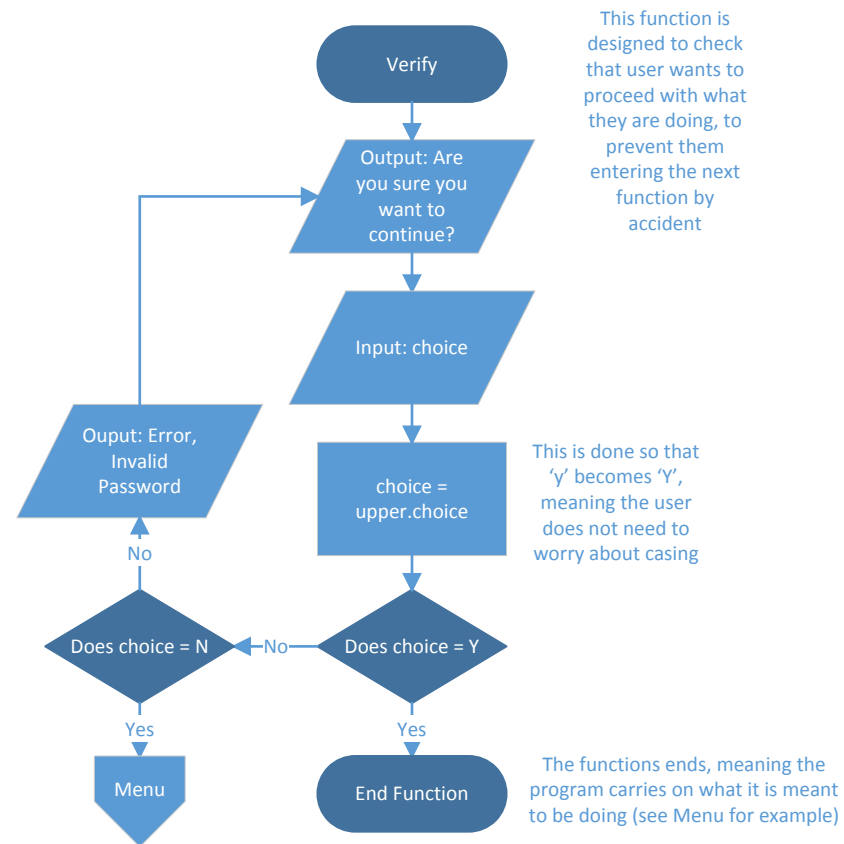 Verify
This function is
designed to check
that user wants to
proceed with what
they are doing, to
prevent them
entering the next
function by
accident
Output: Are
you sure you
want to
continue?
Input: choice
Ouput: Error,
Invalid
Password
choice =
upper.choice
This is done so that
‘y’ becomes ‘Y’,
meaning the user
does not need to
worry about casing
No
Does choice = N
No
Does choice = Y
Yes
Yes
Menu
End Function
The functions ends, meaning the
program carries on what it is meant
to be doing (see Menu for example)